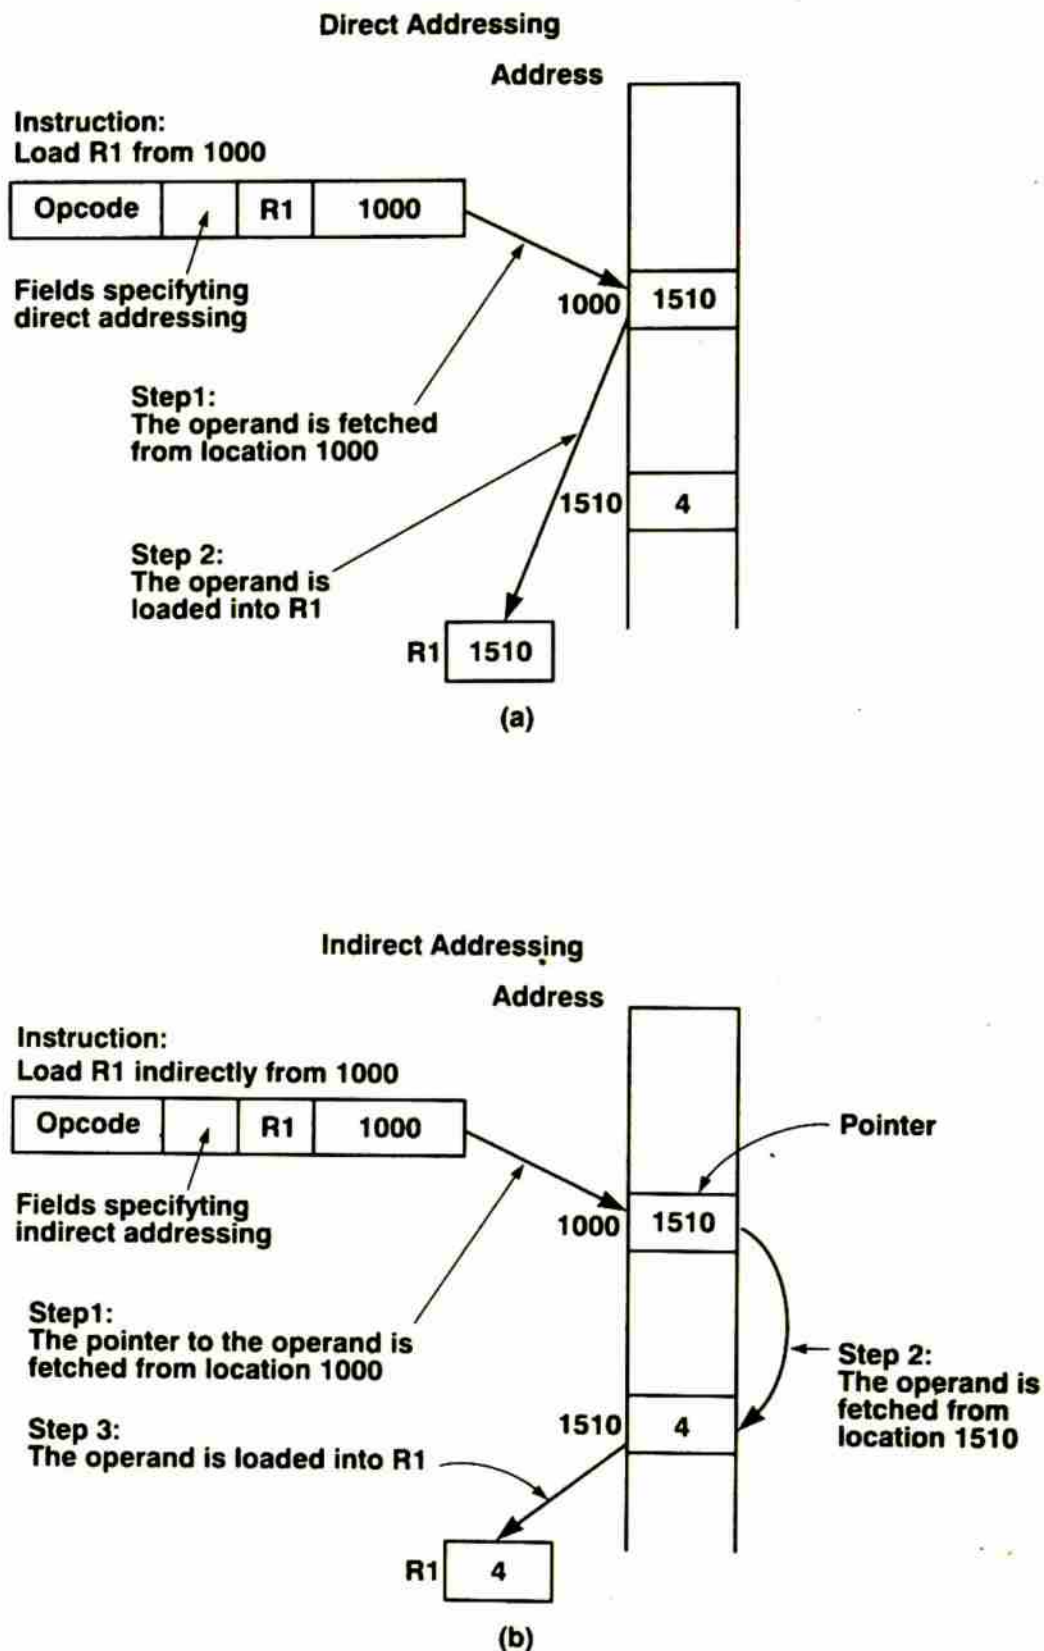 Direct Addressing
Address
Instruction:
Load R1 from 1000
Opcode R1 1000
Fields specifyting
direct addressing
1000 1510
Step1:
The operand is fetched
from location 1000
1510 4
Step 2:
The operand is
loaded into R1
R1 1510
(a)
Indirect Addressing
Address
Instruction:
Load R1 indirectly from 1000
Opcode R1 1000
Pointer
Fields specifyting
indirect addressing
1000 1510
Step1:
The pointer to the operand is
fetched from location 1000
Step 2:
The operand is
fetched from
location 1510
1510 4
Step 3:
The operand is loaded into R1
R1 4
(b)